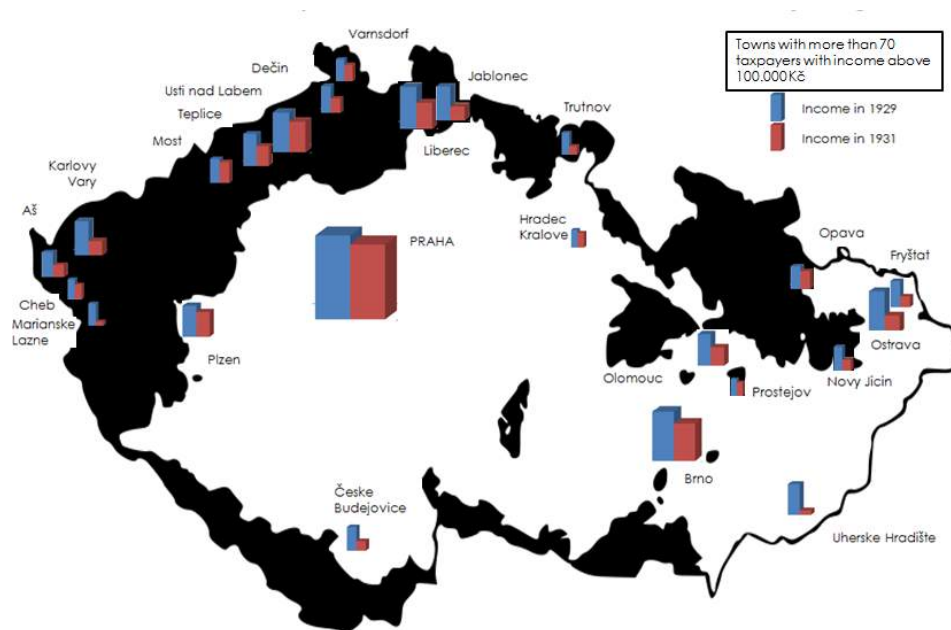 Varnsdorf
Towns with more than 70
taxpayers with income above
100.000Kč
Dečin
Jablonec
Usti nad Labem
Income in 1929
Trutnov
Teplice
Income in 1931
Most
Liberec
Karlovy
Vary
Aš
Hradec
Kralove
PRAHA
Opava
Fryštat
Cheb
Marianske
Lazne
Ostrava
Plzen
Olomouc
Novy Jicin
Prostejov
Brno
Česke
Budejovice
Uherske Hradište